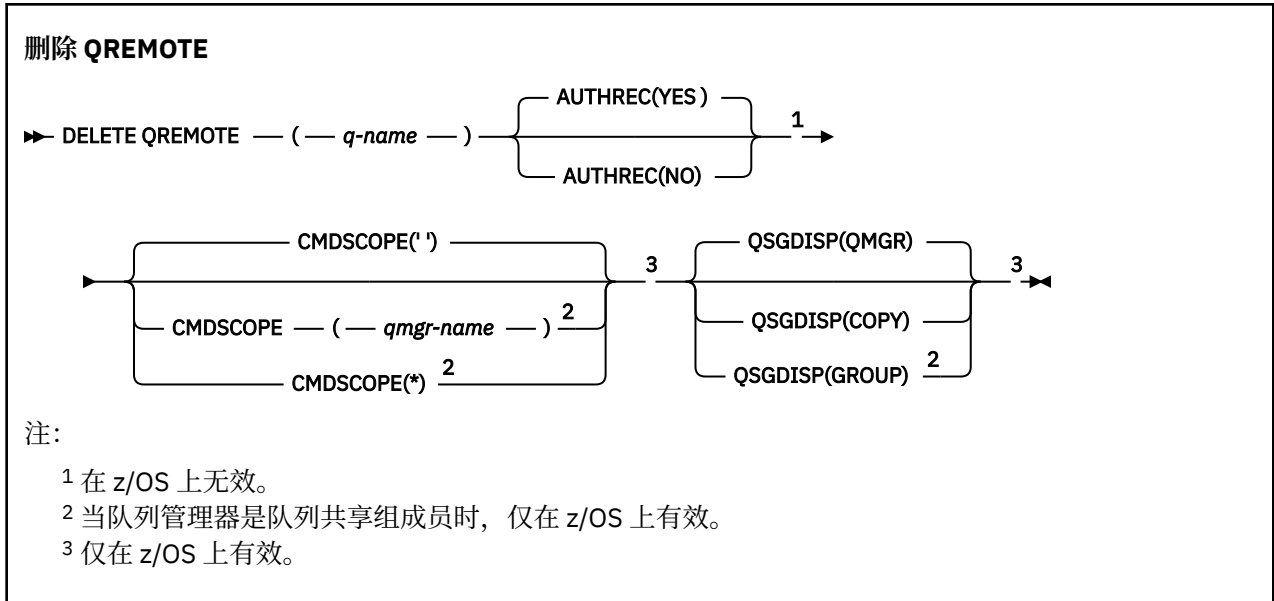 删除 QREMOTE
AUTHREC(YES )
DELETE QREMOTE ( q-name ) 1
AUTHREC(NO)
CMDSCOPE(' ') QSGDISP(QMGR)
3 3
CMDSCOPE ( qmgr-name ) 2 QSGDISP(COPY)
CMDSCOPE(*) 2 QSGDISP(GROUP) 2
注：
1 在 z/OS 上无效。
2 当队列管理器是队列共享组成员时，仅在 z/OS 上有效。
3 仅在 z/OS 上有效。